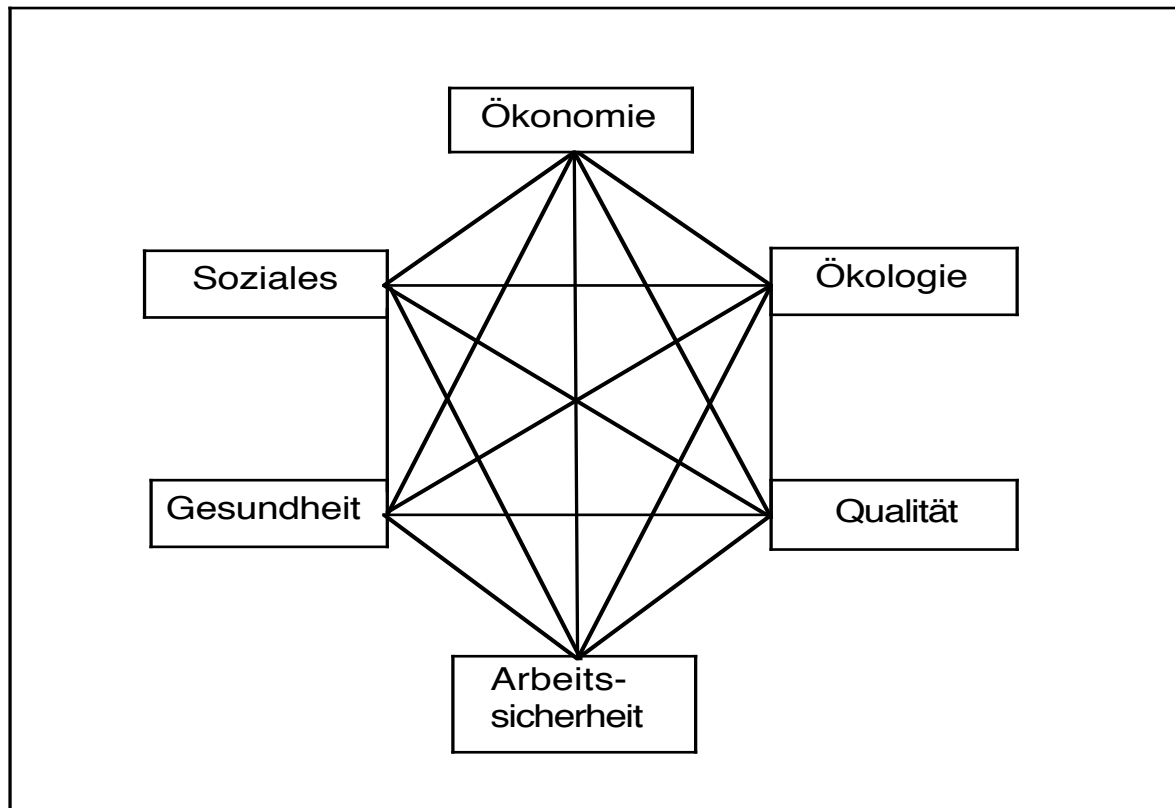 Ökonomie
Soziales
Ökologie
Gesundheit
Qualität
Arbeits-
sicherheit